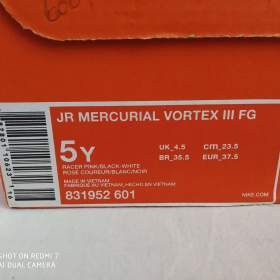 JR MERCURIAL VORTEX III FG
5Y
UK_4.5 cm_23.5
BR_35.5 EUR_37.5
RACER PINK/BLACK-WHITE
ROSE COUREUR/BLANC/NOIR
MADE IN VIETNAM
FABRIQUE AU VIETNAM,HECHO EN VIETNAM
831952 601
NIKE.COM
SHOT ON REDMI 7
AI DUAL CAMERA